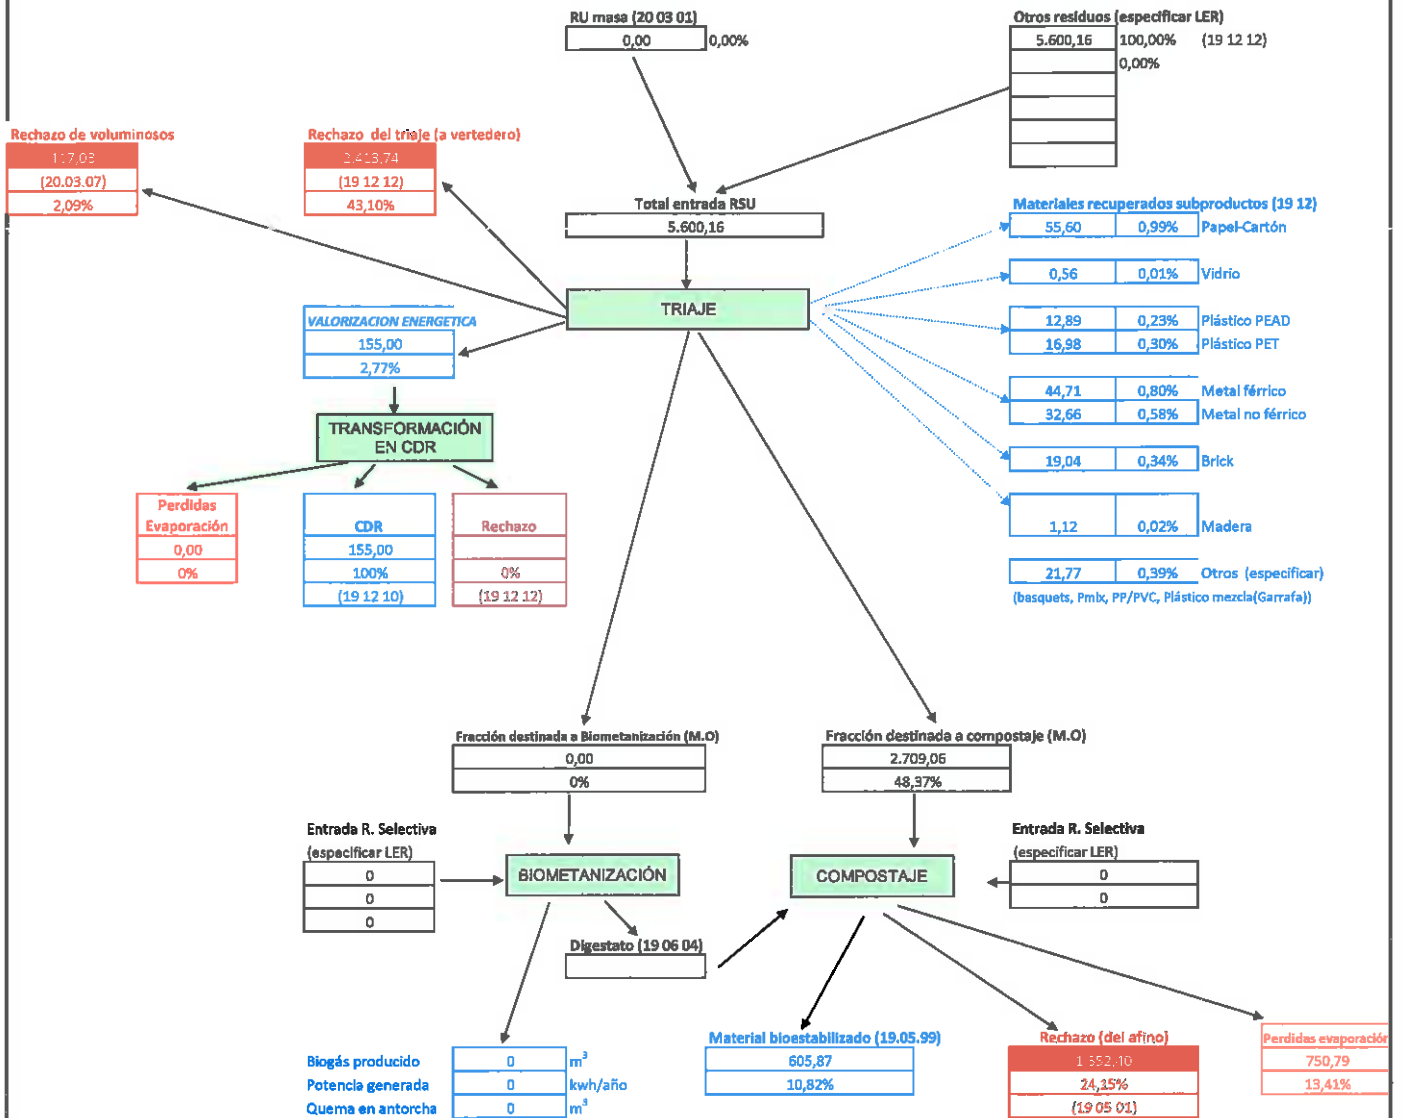 RU masa (20 03 01)
0,00 0,00%
Otros residuos (especificar LER)
5.600,16 100,00% (19 12 12)
0,00%
Rechazo de voluminosos
117,03
(20.03.07)
2,09%
Rechazo del triaje (a vertedero)
2.413,74
(19 12 12)
43,10%
Total entrada RSU
5.600,16
Materiales recuperados subproductos (19 12)
55,60 0,99% Papel-Cartón
0,56 0,01% Vidrio
12,89 0,23% Plástico PEAD
16,98 0,30% Plástico PET
44,71 0,80% Metal férrico
32,66 0,58% Metal no férrico
19,04 0,34% Brick
1,12 0,02% Madera
21,77 0,39% Otros (especificar)
(basquets, Pmix, PP/PVC, Plástico mezcla(Garrafa))
TRIAJE
VALORIZACION ENERGETICA
155,00
2,77%
TRANSFORMACIÓN
EN CDR
Perdidas
Evaporación
0,00
0%
CDR
155,00
100%
(19 12 10)
Rechazo
0%
(19 12 12)
Fracción destinada a Biometanización (M.O)
0,00
0%
Fracción destinada a compostaje (M.O)
2.709,06
48,37%
Entrada R. Selectiva
(especificar LER)
0
0
0
BIOMETANIZACIÓN
COMPOSTAJE
Entrada R. Selectiva
(especificar LER)
0
0
Digestato (19 06 04)
Biogás producido 0 m³
Potencia generada 0 kwh/año
Quema en antorcha 0 m³
Material bioestabilizado (19.05.99)
605,87
10,82%
Rechazo (del afino)
1.352,40
24,15%
(19 05 01)
Perdidas evaporación
750,79
13,41%